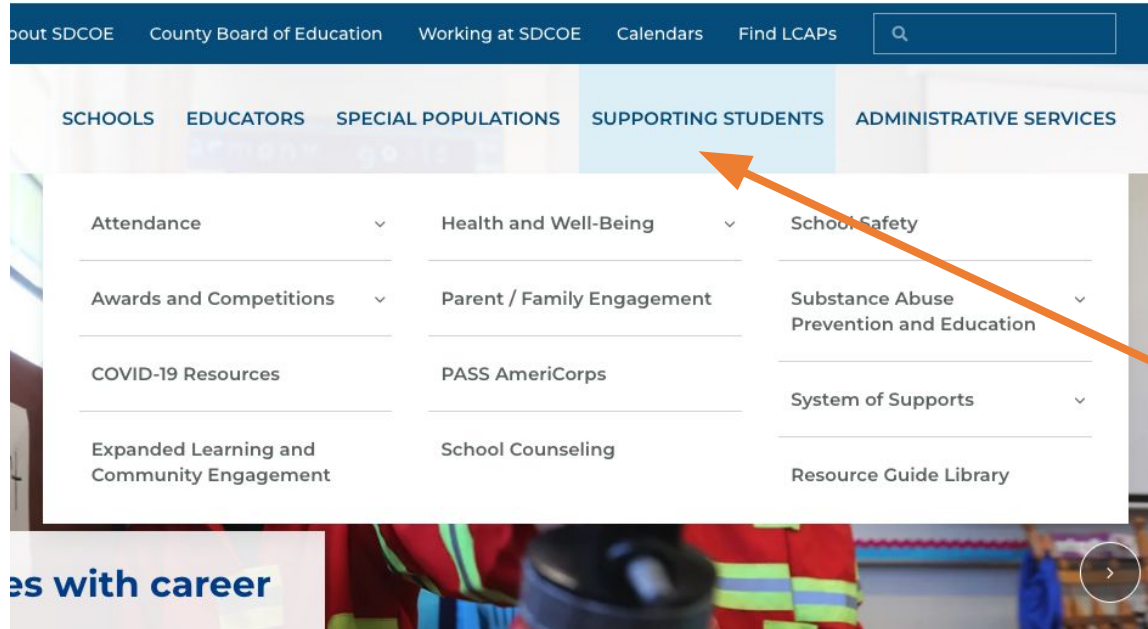 SDCOE County Board of Education Working at SDCOE Calendars Find LCAPs
SCHOOLS EDUCATORS SPECIAL POPULATIONS SUPPORTING STUDENTS ADMINISTRATIVE SERVICES
Attendance
Awards and Competitions
COVID-19 Resources
Expanded Learning and
Community Engagement
Health and Well-Being
Parent / Family Engagement
PASS AmeriCorps
School Counseling
School Safety
Substance Abuse
Prevention and Education
System of Supports
Resource Guide Library
with career